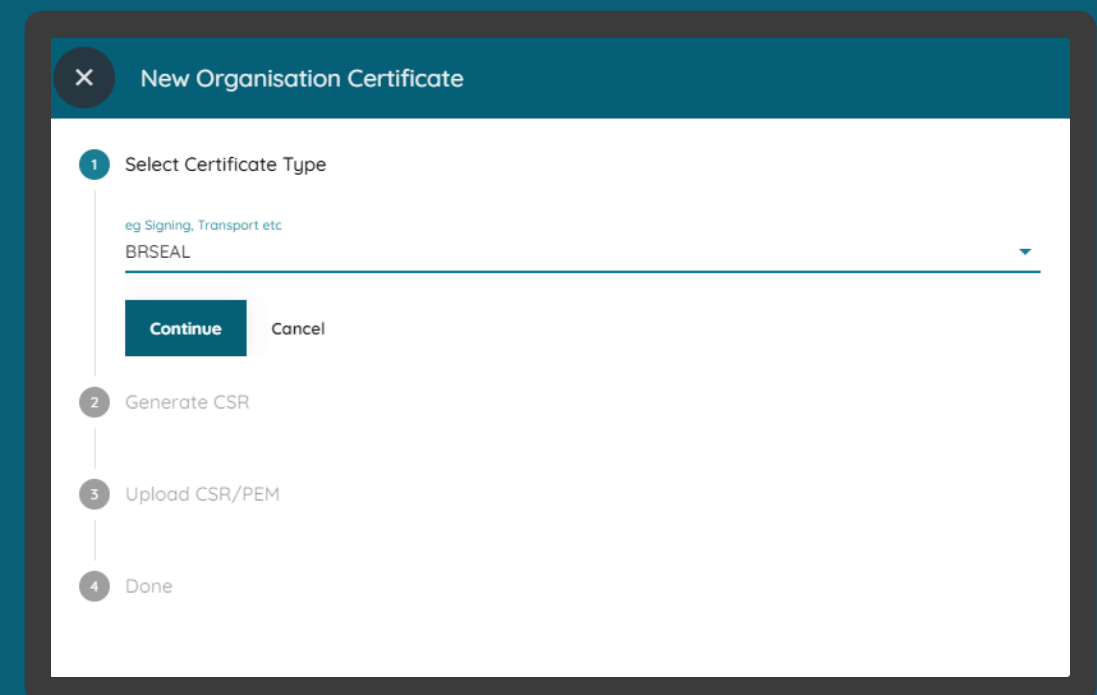 New Organisation Certificate
1 Select Certificate Type
eg Signing, Transport etc
BRSEAL
Continue Cancel
2 Generate CSR
3 Upload CSR/PEM
4 Done